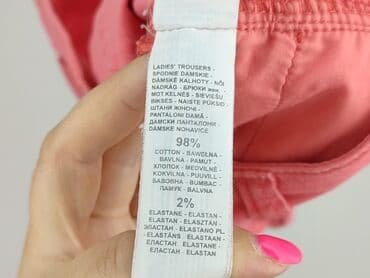 LADIES' TROUSERS -
SPODNIE DAMSKIE -
DÁMSKÉ KALHOTY - NŐI
NADRÁG - БРЮКИ жен. -
MOT KELNĖS - SIEVIEŠU
BIKSES - NAISTE PÜKSID -
ШТАНИ ЖІНОЧІ -
PANTALONI DAMĂ -
ДАМСКИ ПАНТАЛОНИ -
DÁMSKE NOHAVICE
98%
COTTON - BAWEŁNA -
BAVLNA - PAMUT -
ХЛОПОК - MEDVILNĖ -
KOKVILNA - PUUVILL -
БАВОВНА - BUMBAC -
ПАМУК - BAVLNA
2%
ELASTANE - ELASTAN -
ELASTAN - ELASZTÁN -
ЭЛАСТАН - ELASTANO PL.
- ELASTĀNS - ELASTAAN -
ЕЛАСТАН - ELASTAN -
ЕЛАСТАН - ELASTAN